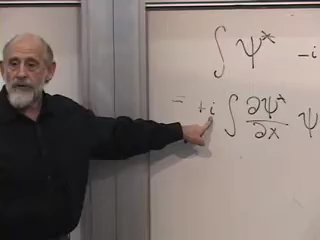 ∫ ψ* -i
= +i ∫ ∂ψ*/∂x ψ